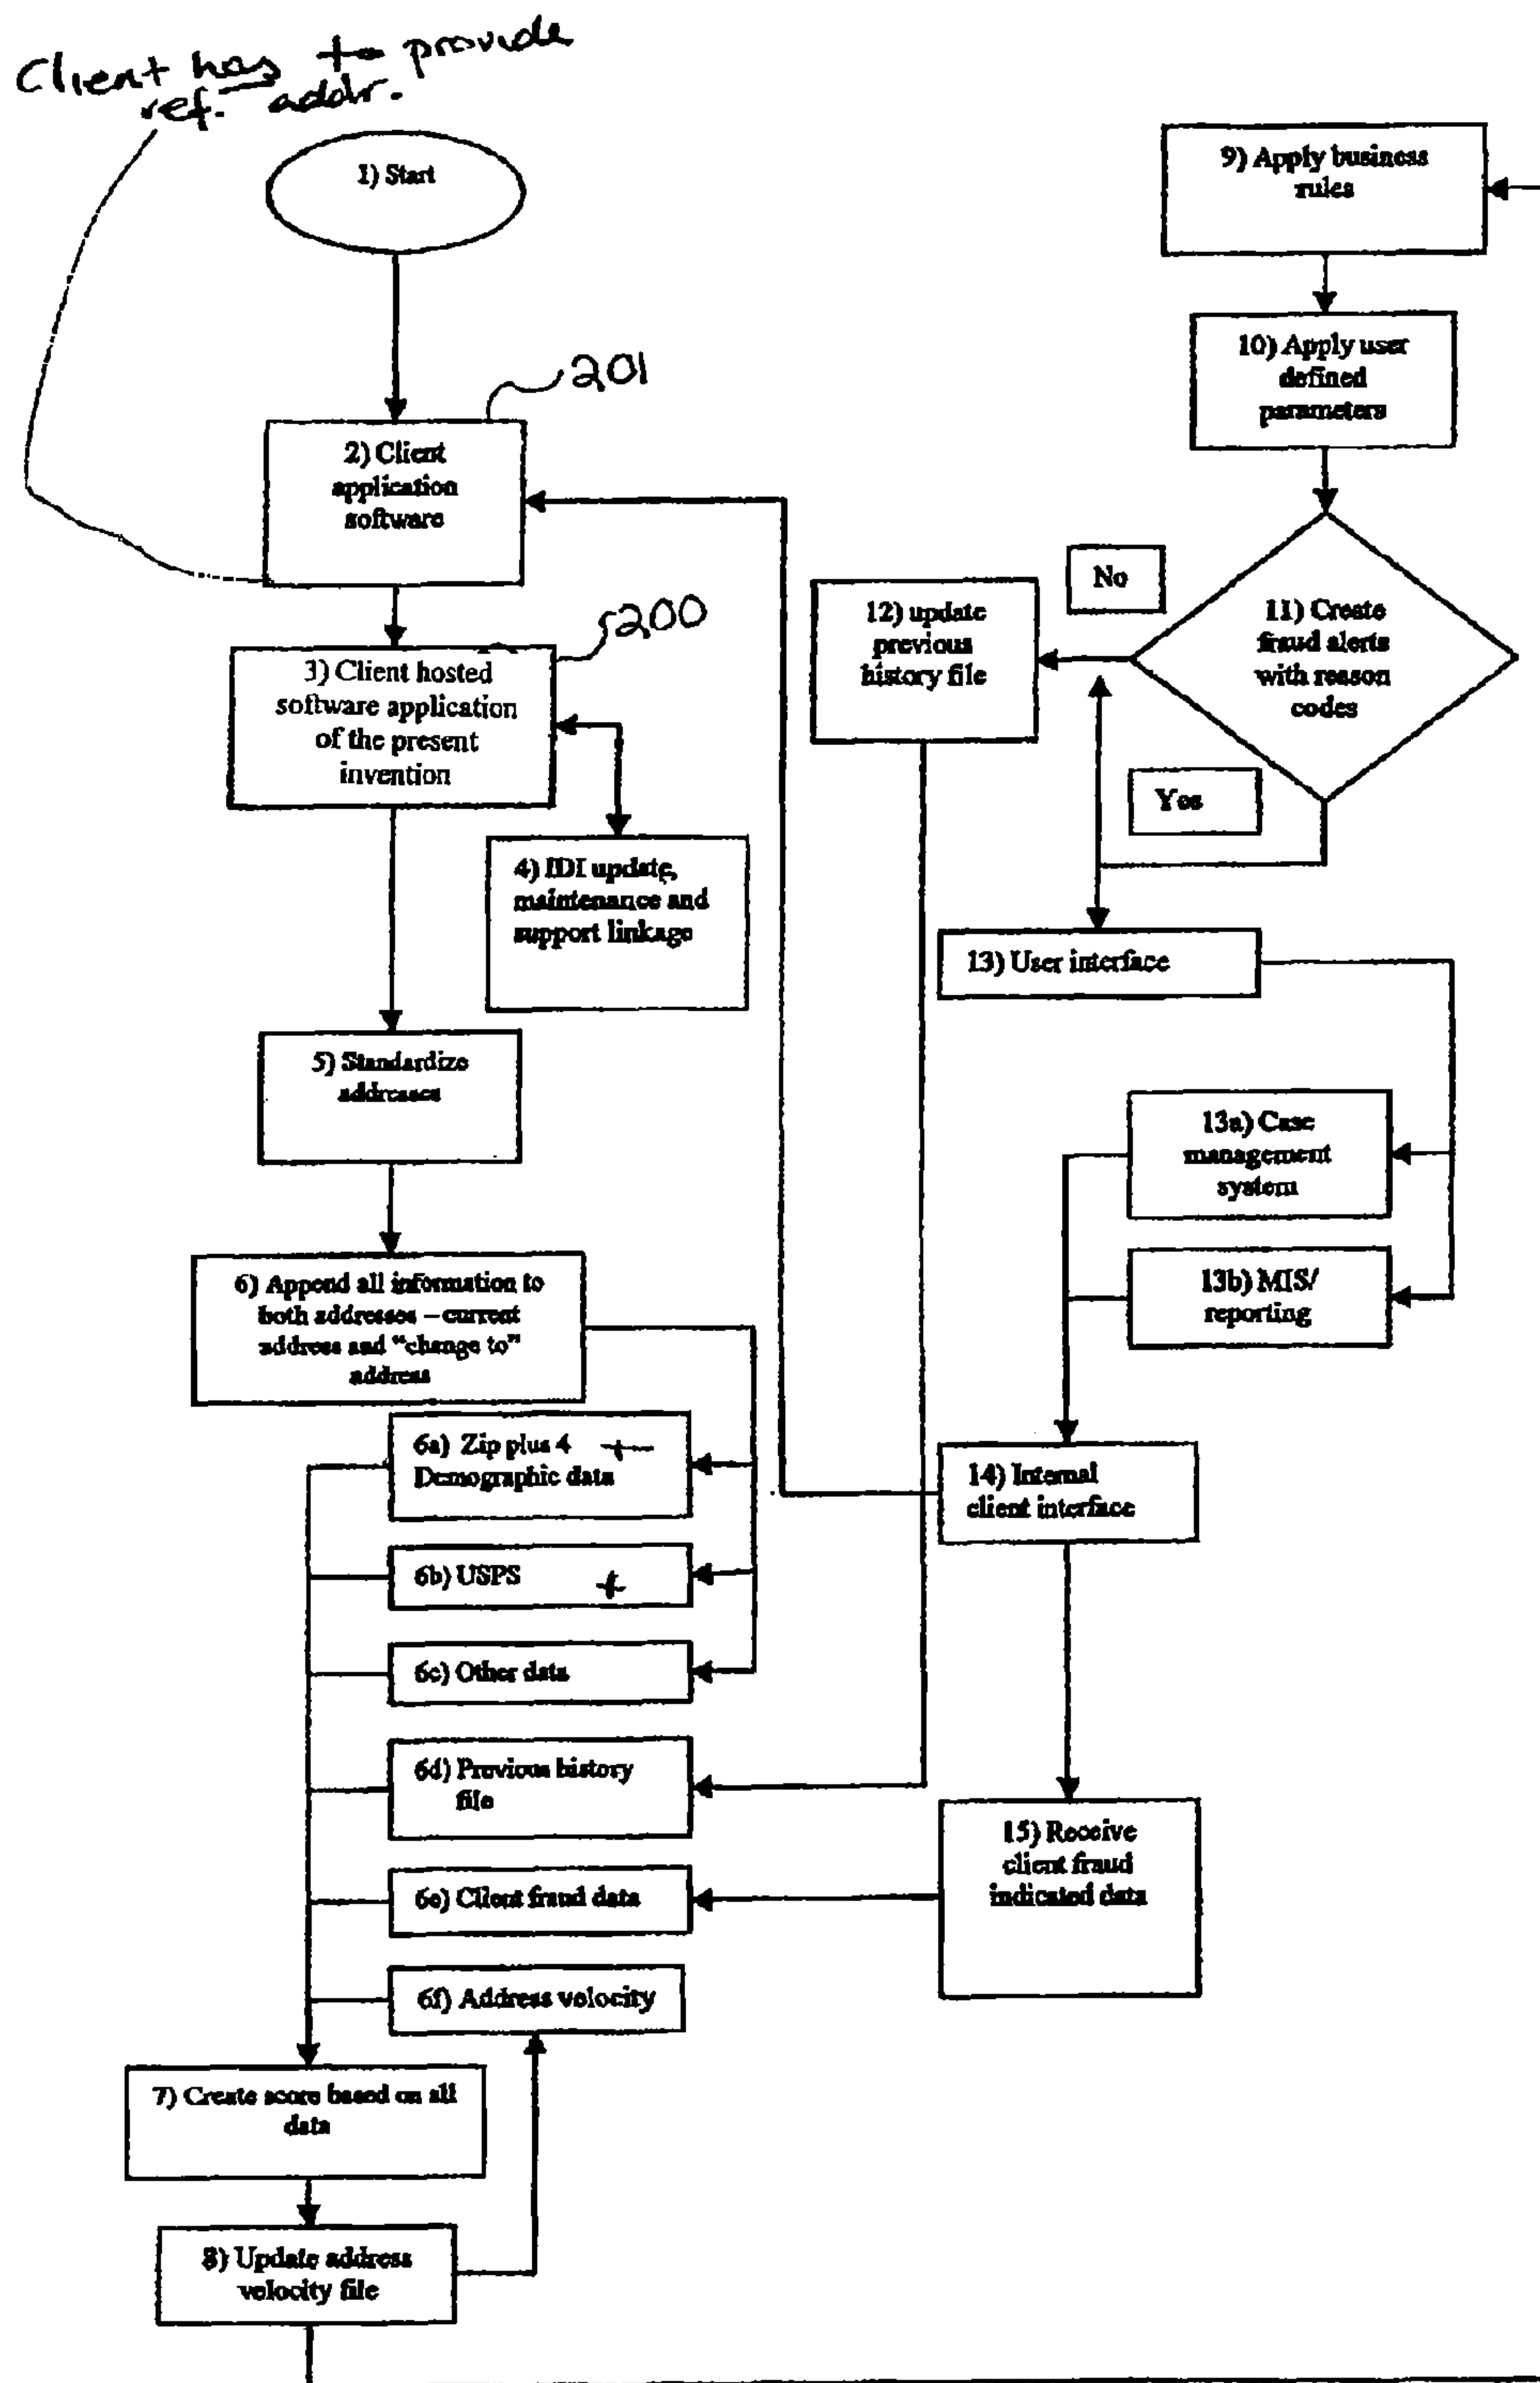 Client has to provide
ref. addr.
1) Start
201
2) Client
application
software
200
3) Client hosted
software application
of the present
invention
4) IDI update,
maintenance and
support linkage
5) Standardize
addresses
6) Append all information to
both addresses – current
address and “change to”
address
6a) Zip plus 4
Demographic data
6b) USPS
6c) Other data
6d) Previous history
file
6e) Client fraud data
6f) Address velocity
7) Create score based on all
data
8) Update address
velocity file
9) Apply business
rules
10) Apply user
defined
parameters
11) Create
fraud alerts
with reason
codes
No
Yes
12) update
previous
history file
13) User interface
13a) Case
management
system
13b) MIS/
reporting
14) Internal
client interface
15) Receive
client fraud
indicated data